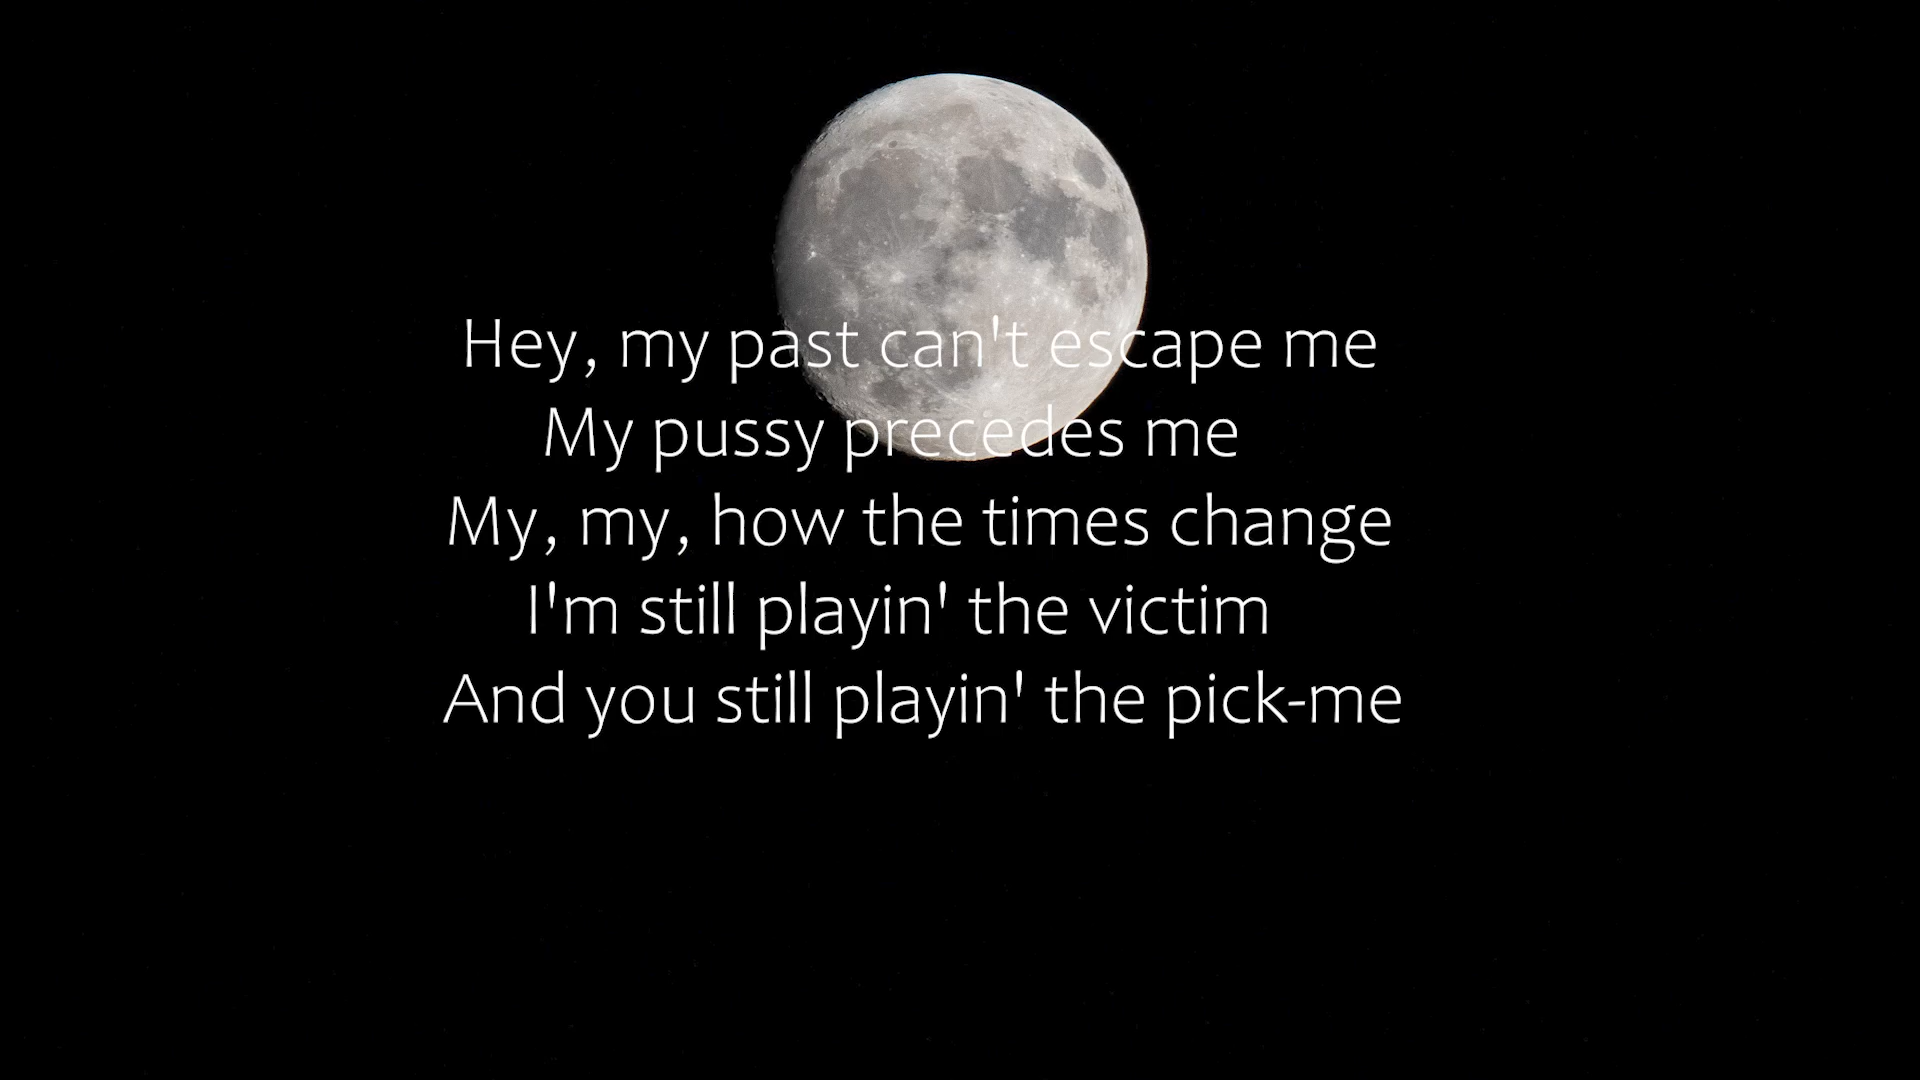 Hey, my past can't escape me
My pussy precedes me
My, my, how the times change
I'm still playin' the victim
And you still playin' the pick-me